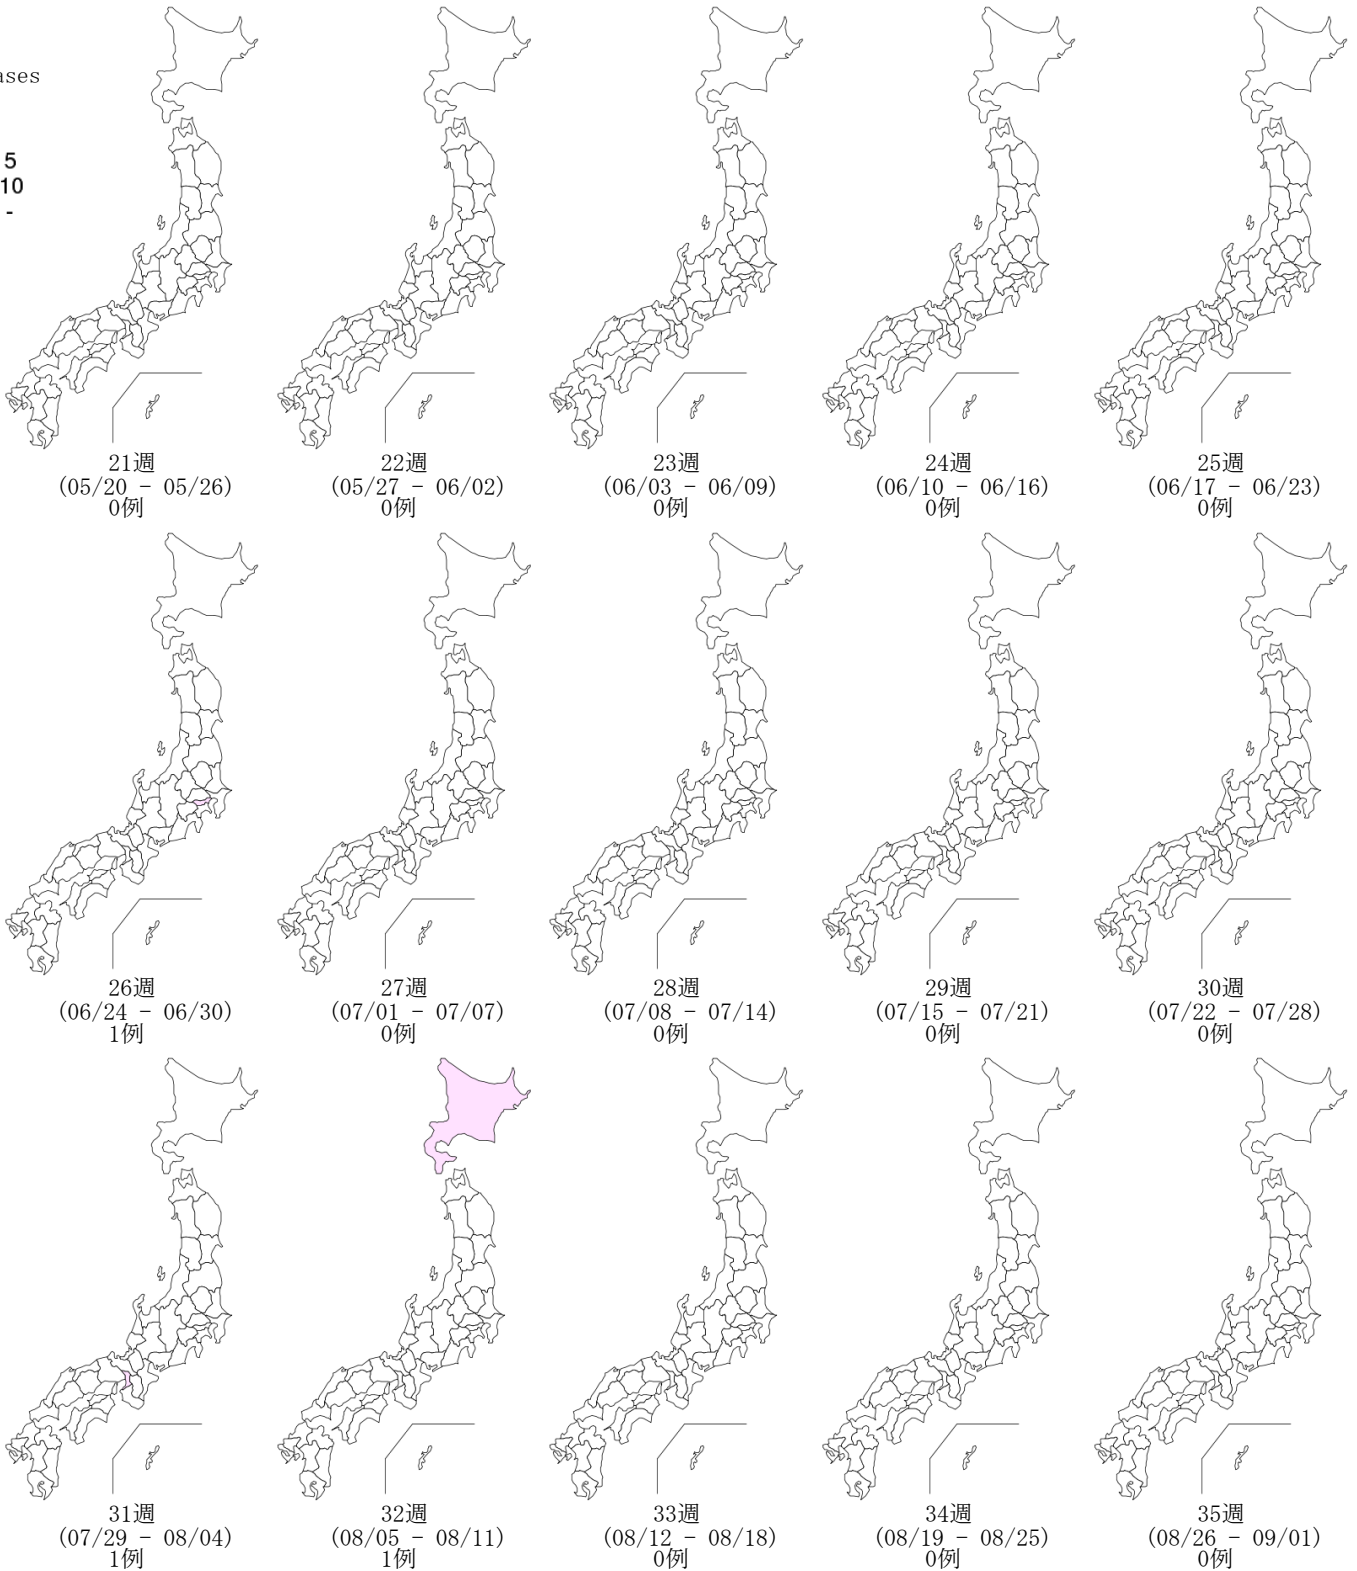 ases
5
10
-
21週
(05/20 - 05/26)
0例
22週
(05/27 - 06/02)
0例
23週
(06/03 - 06/09)
0例
24週
(06/10 - 06/16)
0例
25週
(06/17 - 06/23)
0例
26週
(06/24 - 06/30)
1例
27週
(07/01 - 07/07)
0例
28週
(07/08 - 07/14)
0例
29週
(07/15 - 07/21)
0例
30週
(07/22 - 07/28)
0例
31週
(07/29 - 08/04)
1例
32週
(08/05 - 08/11)
1例
33週
(08/12 - 08/18)
0例
34週
(08/19 - 08/25)
0例
35週
(08/26 - 09/01)
0例